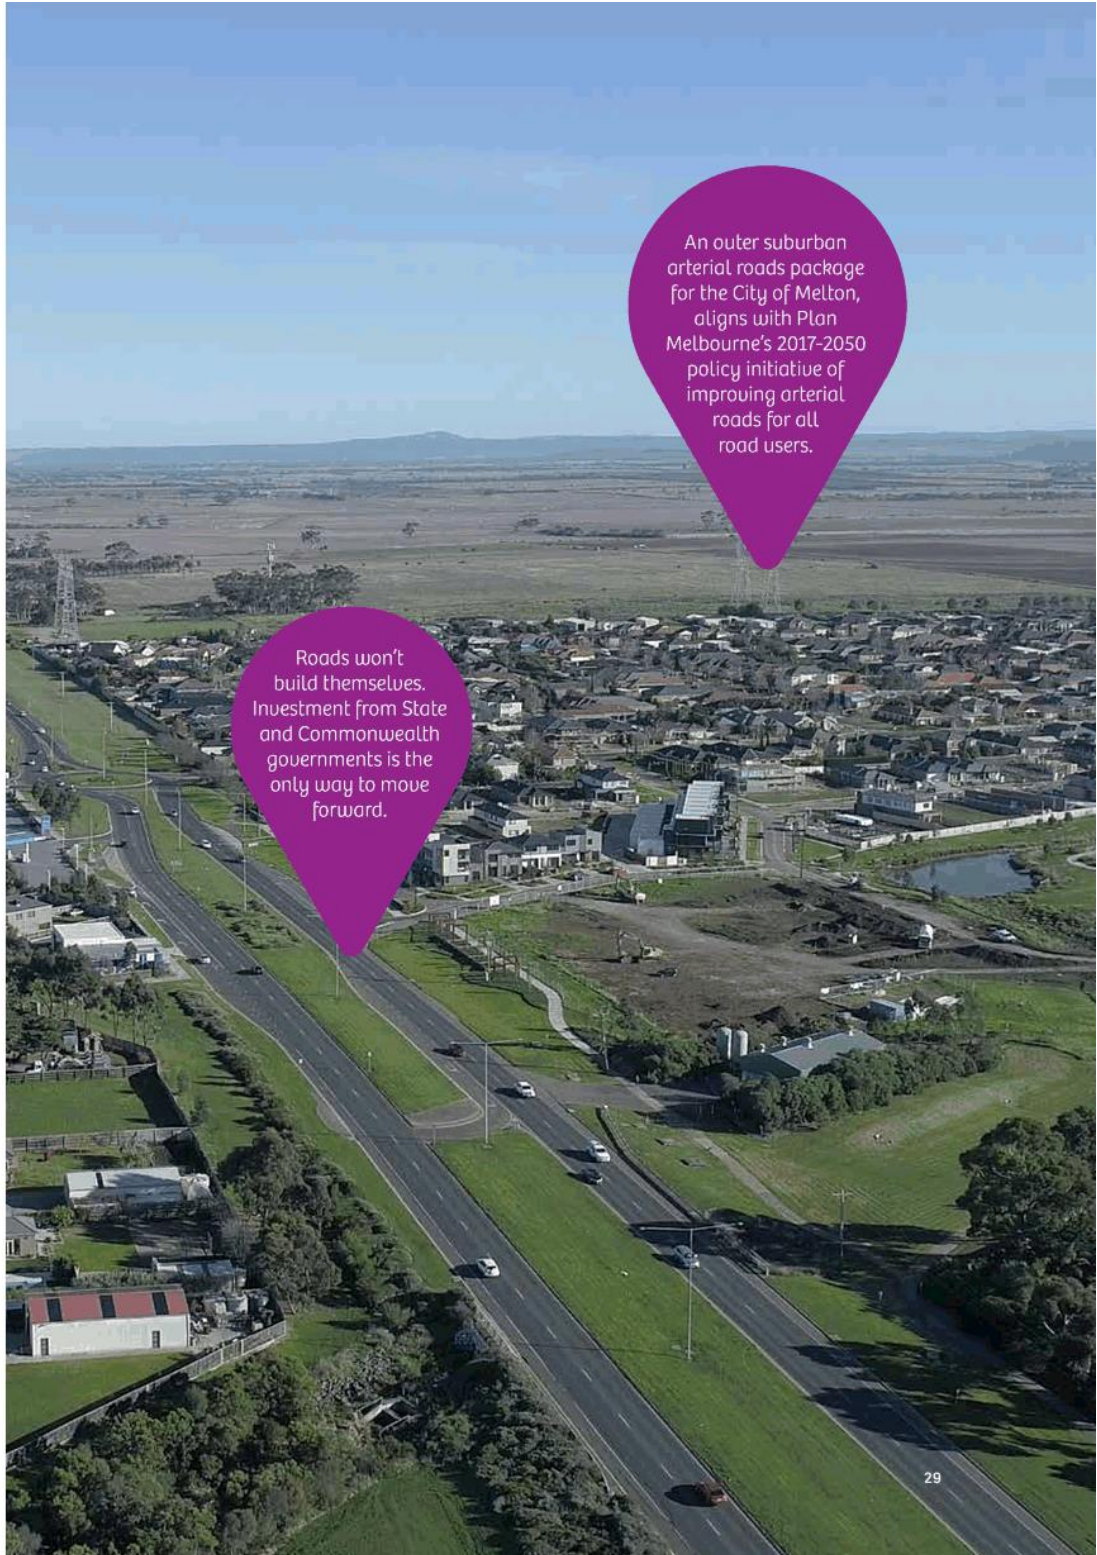 An outer suburban
arterial roads package
for the City of Melton,
aligns with Plan
Melbourne's 2017-2050
policy initiative of
improving arterial
roads for all
road users.
Roads won't
build themselves.
Investment from State
and Commonwealth
governments is the
only way to move
forward.
29